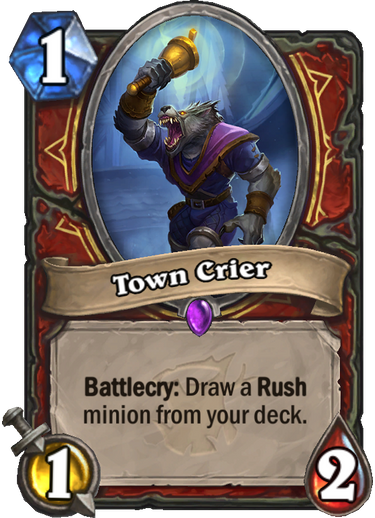 1
Town Crier
Battlecry: Draw a Rush
minion from your deck.
1
2